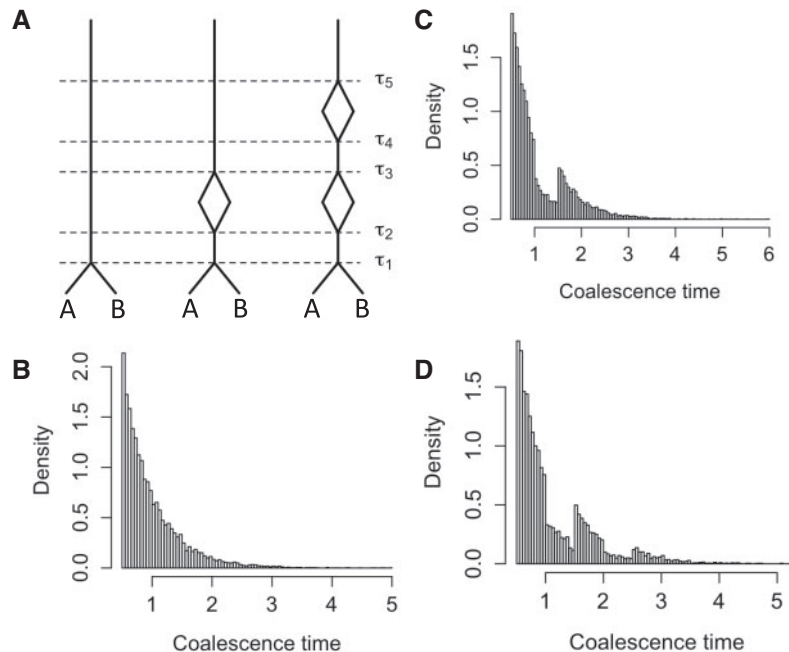 A
τ5
τ4
τ3
τ2
τ1
A B A B A B
B
Density
0.0 0.5 1.0 1.5 2.0
1 2 3 4 5
Coalescence time
C
Density
0.0 0.5 1.0 1.5
1 2 3 4 5 6
Coalescence time
D
Density
0.0 0.5 1.0 1.5
1 2 3 4 5
Coalescence time